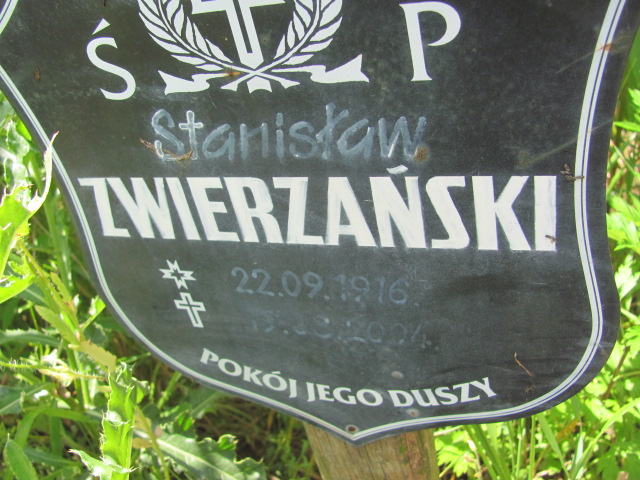 Ś P
Stanisław
ZWIERZAŃSKI
22.09.1916.
POKÓJ JEGO DUSZY